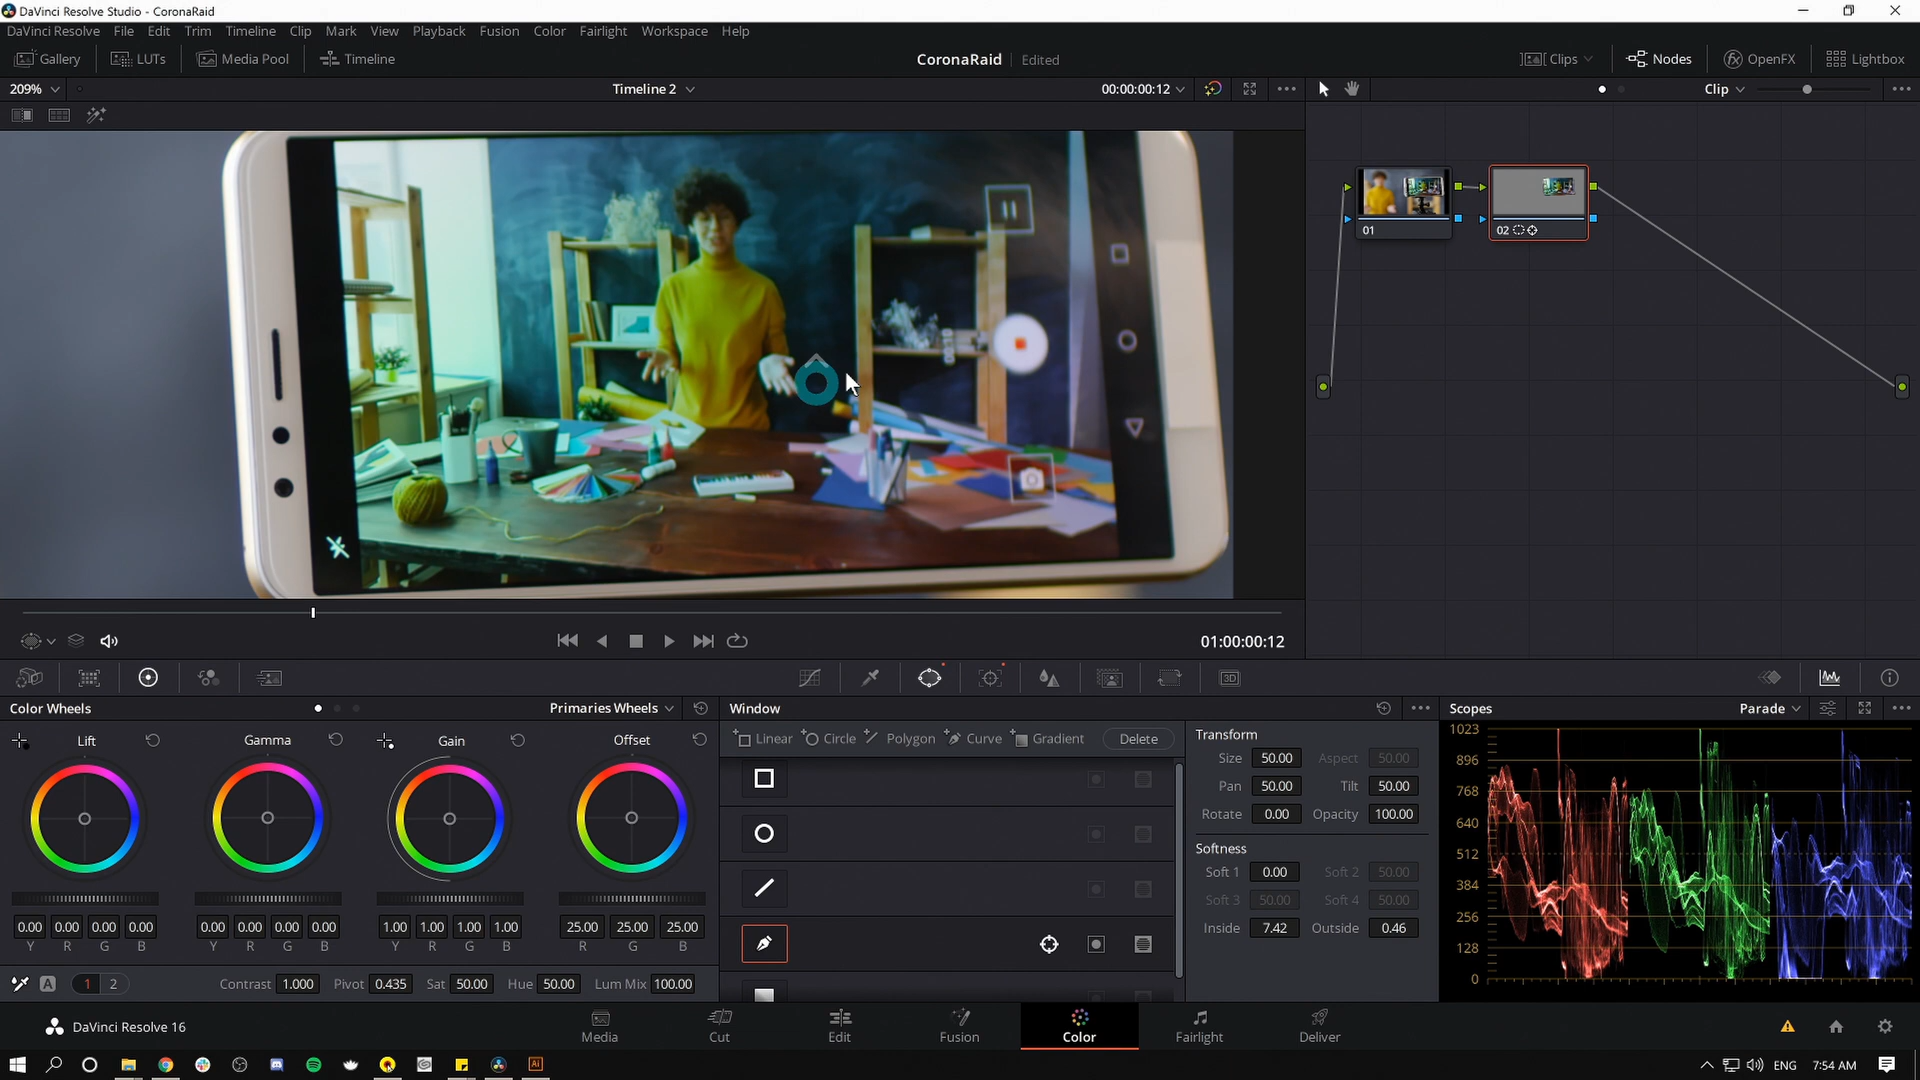 DaVinci Resolve Studio - CoronaRaid
DaVinci Resolve File Edit Trim Timeline Clip Mark View Playback Fusion Color Fairlight Workspace Help
Gallery LUTs Media Pool Timeline CoronaRaid Edited Clips Nodes OpenFX Lightbox
209% Timeline 2 00:00:00:12 Clip
00:10
01
02
01:00:00:12
3D
Color Wheels Primaries Wheels
Window
Scopes Parade
Lift Gamma Gain Offset
Linear Circle Polygon Curve Gradient Delete
Transform
Size 50.00 Aspect 50.00
Pan 50.00 Tilt 50.00
Rotate 0.00 Opacity 100.00
Softness
Soft 1 0.00 Soft 2 50.00
Soft 3 50.00 Soft 4 50.00
Inside 7.42 Outside 0.46
1023
896
768
640
512
384
256
128
0
0.00 0.00 0.00 0.00 0.00 0.00 0.00 0.00 1.00 1.00 1.00 1.00 25.00 25.00 25.00
Y R G B Y R G B Y R G B R G B
A 1 2 Contrast 1.000 Pivot 0.435 Sat 50.00 Hue 50.00 Lum Mix 100.00
DaVinci Resolve 16
Media Cut Edit Fusion Color Fairlight Deliver
Ai
ENG 7:54 AM